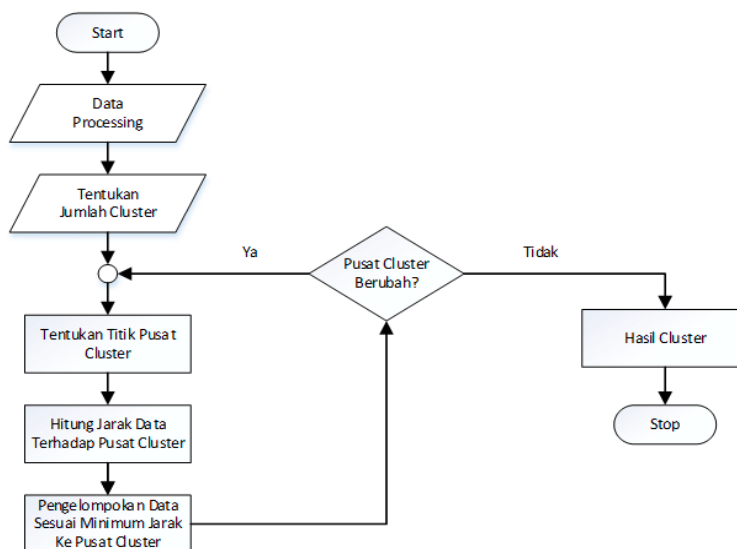 Start
Data
Processing
Tentukan
Jumlah Cluster
Ya
Pusat Cluster
Berubah?
Tidak
Tentukan Titik Pusat
Cluster
Hasil Cluster
Hitung Jarak Data
Terhadap Pusat Cluster
Stop
Pengelompokan Data
Sesuai Minimum Jarak
Ke Pusat Cluster